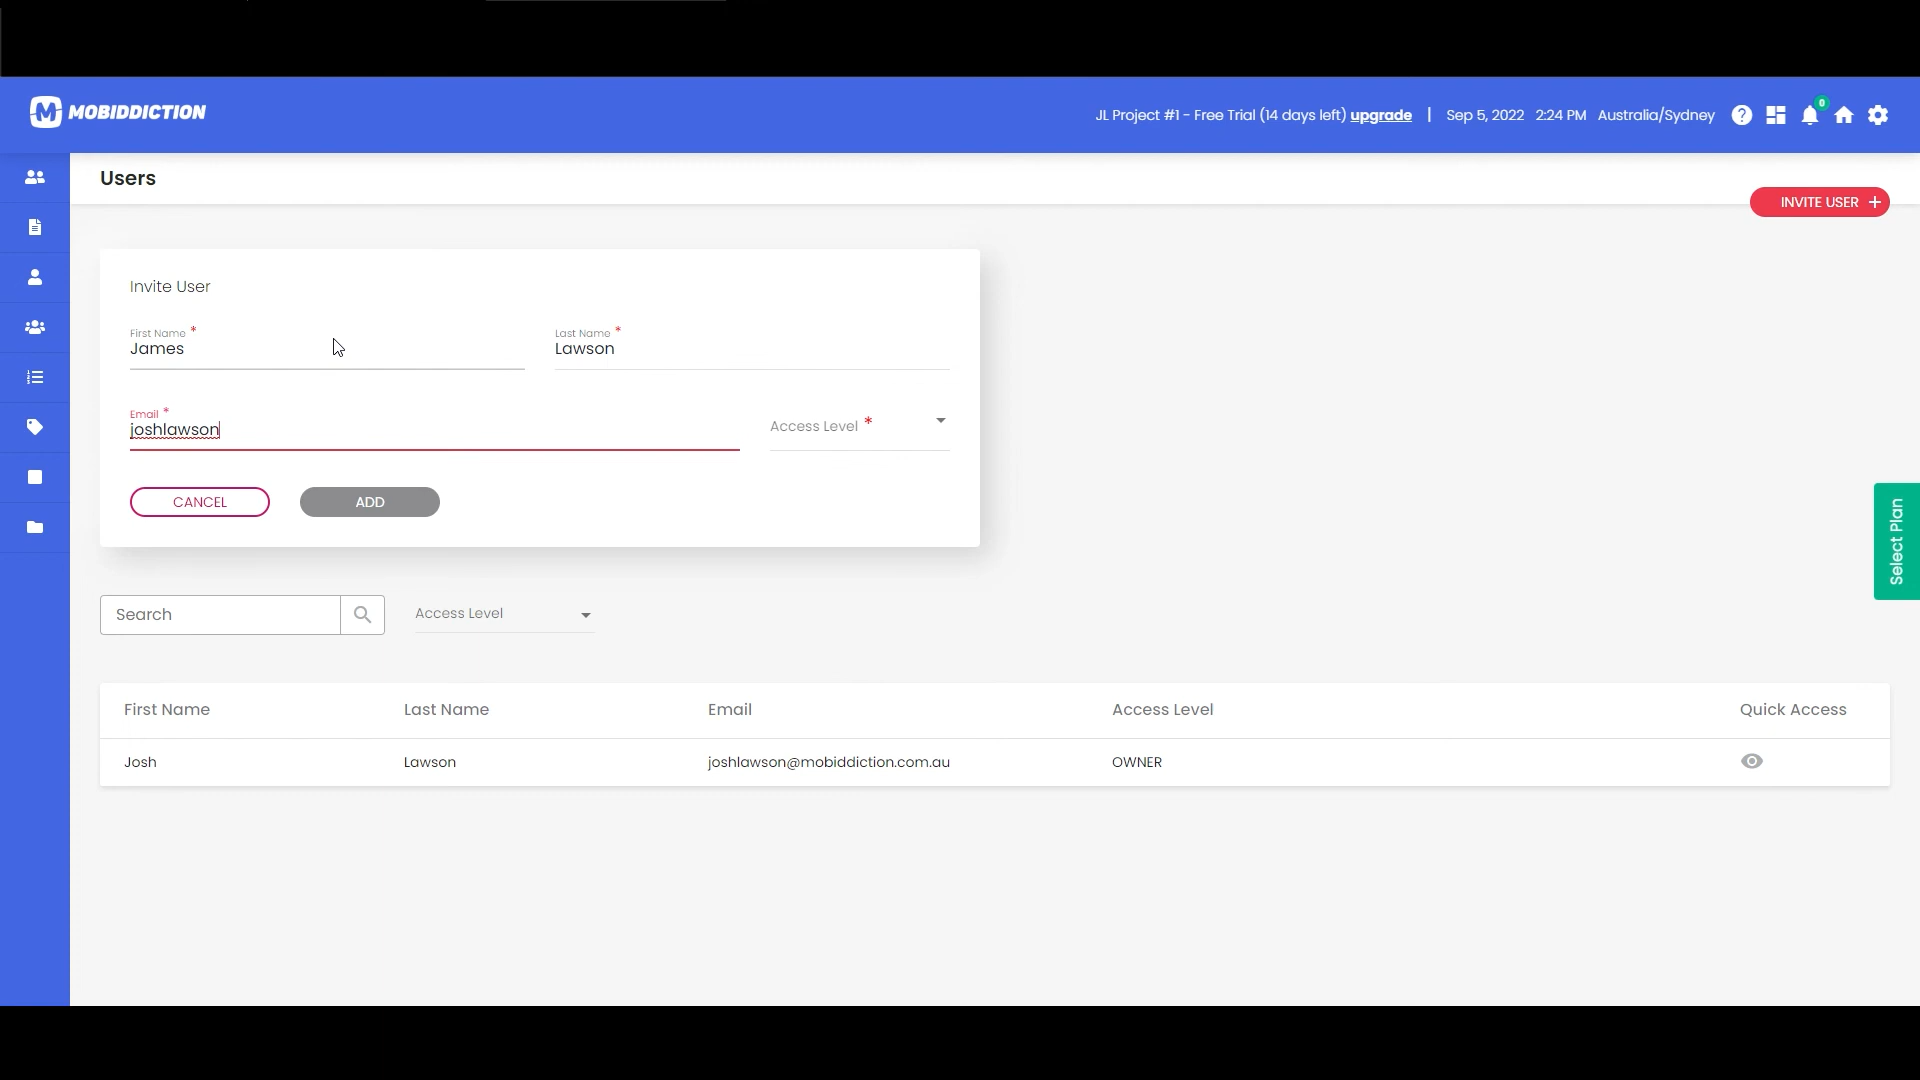 MOBIDDICTION
JL Project #1 - Free Trial (14 days left) upgrade | Sep 5, 2022 2:24 PM Australia/Sydney ? 0
Users
INVITE USER +
Invite User
First Name *
James
Last Name *
Lawson
Email *
joshlawson
Access Level *
CANCEL
ADD
Select Plan
Search
Access Level
First Name Last Name Email Access Level Quick Access
Josh Lawson joshlawson@mobiddiction.com.au OWNER